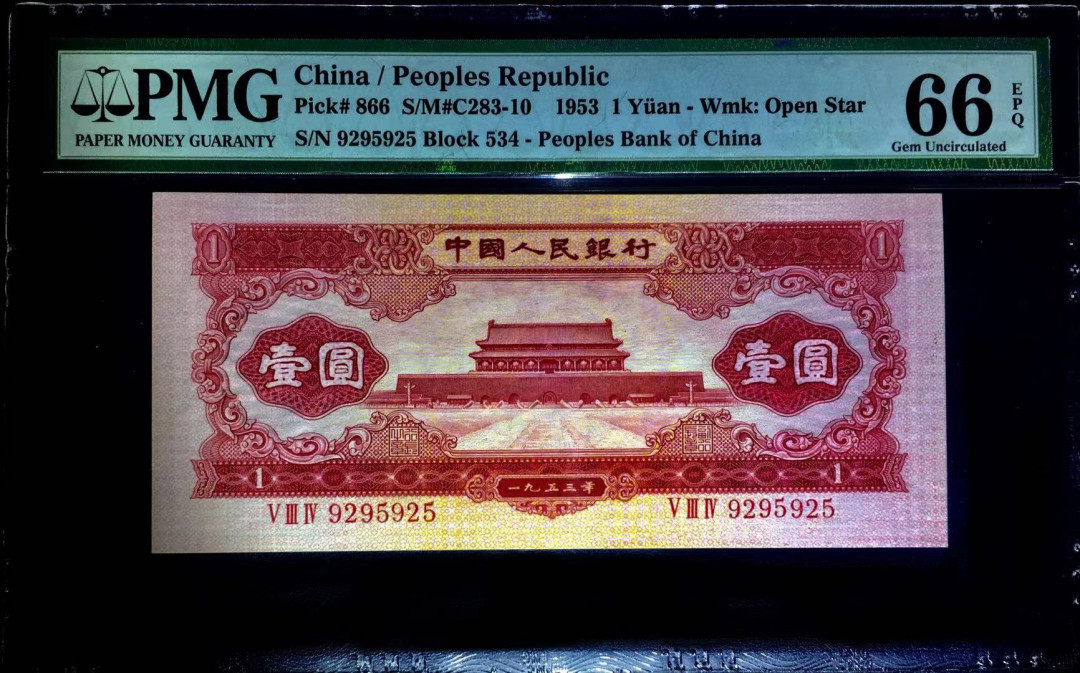 PMG
PAPER MONEY GUARANTY
China / Peoples Republic
Pick# 866 S/M#C283-10 1953 1 Yüan - Wmk: Open Star
S/N 9295925 Block 534 - Peoples Bank of China
66 EPQ
Gem Uncirculated
1 中國人民銀行 1
壹圓 壹圓
1 1
一九五三年
V III IV 9295925 V III IV 9295925